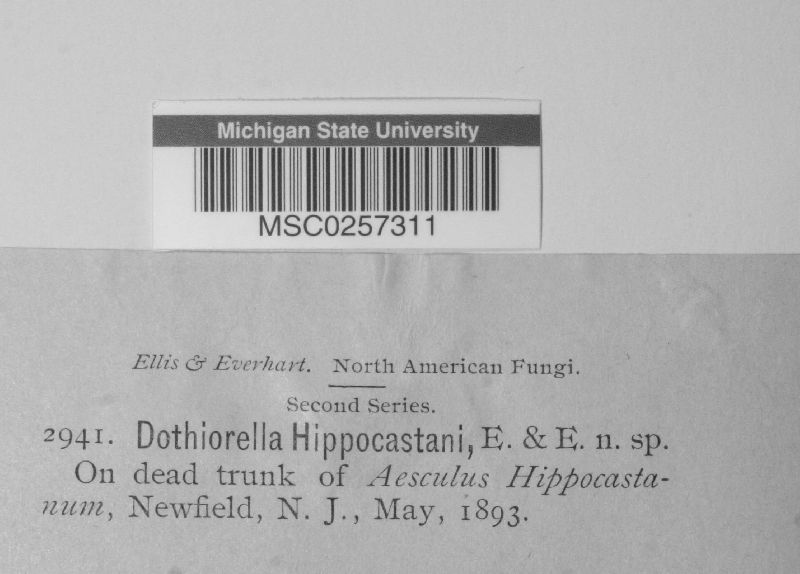 Michigan State University
MSC0257311
Ellis & Everhart. North American Fungi.
Second Series.
2941. Dothiorella Hippocastani, E. & E. n. sp.
On dead trunk of Aesculus Hippocasta-
num, Newfield, N. J., May, 1893.